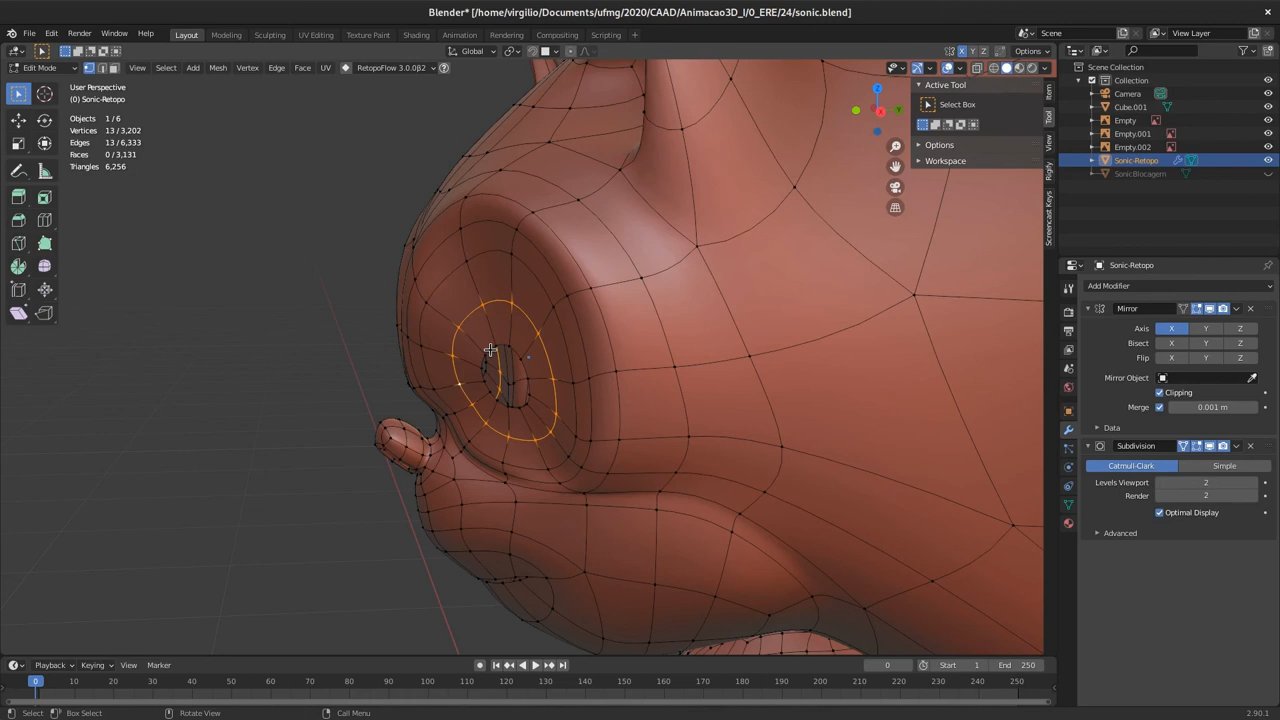 Blender* [/home/virgilio/Documents/ufmg/2020/CAAD/Animacao3D_I/0_ERE/24/sonic.blend]
File Edit Render Window Help Layout Modeling Sculpting UV Editing Texture Paint Shading Animation Rendering Compositing Scripting Scene View Layer
Global X Y Z Options
Edit Mode View Select Add Mesh Vertex Edge Face UV RetopoFlow 3.0.0β2
User Perspective
(0) Sonic-Retopo
Objects 1/6
Vertices 13/3,202
Edges 13/6,333
Faces 0/3,131
Triangles 6,256
Active Tool
Select Box
Options
Workspace
Z
X
Y
Item
Tool
View
Rigify
Screencast Keys
Scene Collection
Collection
Camera
Cube.001
Empty
Empty.001
Empty.002
Sonic-Retopo
SonicBlocagem
Sonic-Retopo
Add Modifier
Mirror
Axis X Y Z
Bisect X Y Z
Flip X Y Z
Mirror Object
Clipping
Merge 0.001 m
Data
Subdivision
Catmull-Clark Simple
Levels Viewport 2
Render 2
Optimal Display
Advanced
Playback Keying View Marker 0 Start 1 End 250
0 10 20 30 40 50 60 70 80 90 100 110 120 130 140 150 160 170 180 190 200 210 220 230 240 250
Select Box Select Rotate View Call Menu 2.90.1